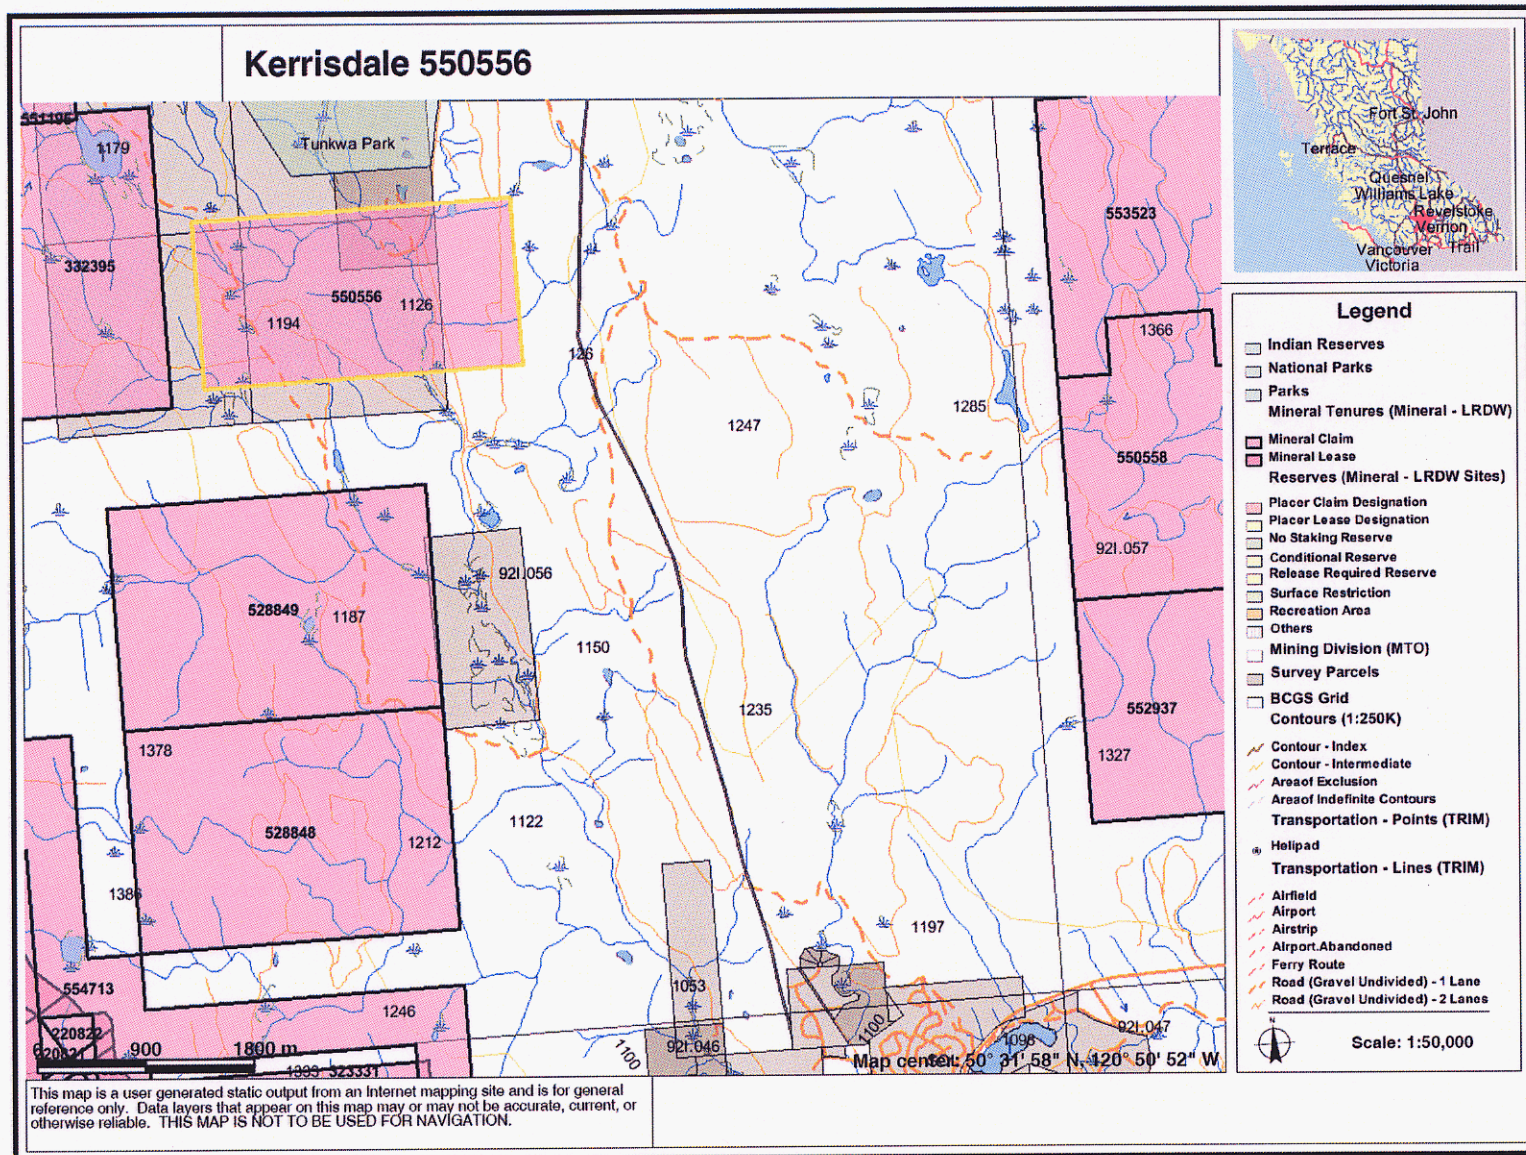 Kerrisdale 550556
551195
1179
Tunkwa Park
332395
550556
1126
1194
126
553523
1366
1285
1247
550558
92I.057
92I.056
528849
1187
1150
1235
552937
1327
1378
528848
1212
1122
1386
1197
554713
1053
1246
220822
92I.046
1100
1100
1098
92I.047
323331
0
900
1800 m
Map center: 50° 31' 58" N, 120° 50' 52" W
Fort St. John
Terrace
Quesnel
Williams Lake
Revelstoke
Vernon
Vancouver
Trail
Victoria
Legend
Indian Reserves
National Parks
Parks
Mineral Tenures (Mineral - LRDW)
Mineral Claim
Mineral Lease
Reserves (Mineral - LRDW Sites)
Placer Claim Designation
Placer Lease Designation
No Staking Reserve
Conditional Reserve
Release Required Reserve
Surface Restriction
Recreation Area
Others
Mining Division (MTO)
Survey Parcels
BCGS Grid
Contours (1:250K)
Contour - Index
Contour - Intermediate
Areaof Exclusion
Areaof Indefinite Contours
Transportation - Points (TRIM)
Helipad
Transportation - Lines (TRIM)
Airfield
Airport
Airstrip
Airport.Abandoned
Ferry Route
Road (Gravel Undivided) - 1 Lane
Road (Gravel Undivided) - 2 Lanes
N
Scale: 1:50,000
This map is a user generated static output from an Internet mapping site and is for general
reference only. Data layers that appear on this map may or may not be accurate, current, or
otherwise reliable. THIS MAP IS NOT TO BE USED FOR NAVIGATION.